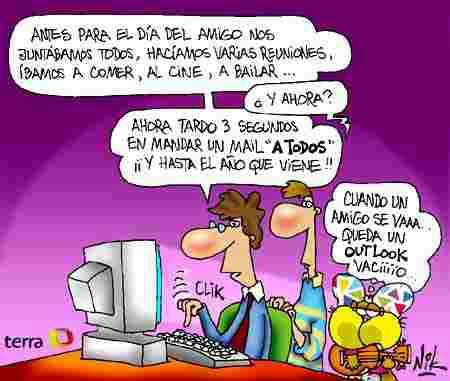 ANTES PARA EL DÍA DEL AMIGO NOS
JUNTÁBAMOS TODOS, HACÍAMOS VARIAS REUNIONES,
ÍBAMOS A COMER, AL CINE, A BAILAR...
¿Y AHORA?
AHORA TARDO 3 SEGUNDOS
EN MANDAR UN MAIL "A TODOS"
¡¡Y HASTA EL AÑO QUE VIENE!!
CUANDO UN
AMIGO SE VAAA..
QUEDA UN
OUTLOOK
VACIIIIO...
CLIK
terra
NIK